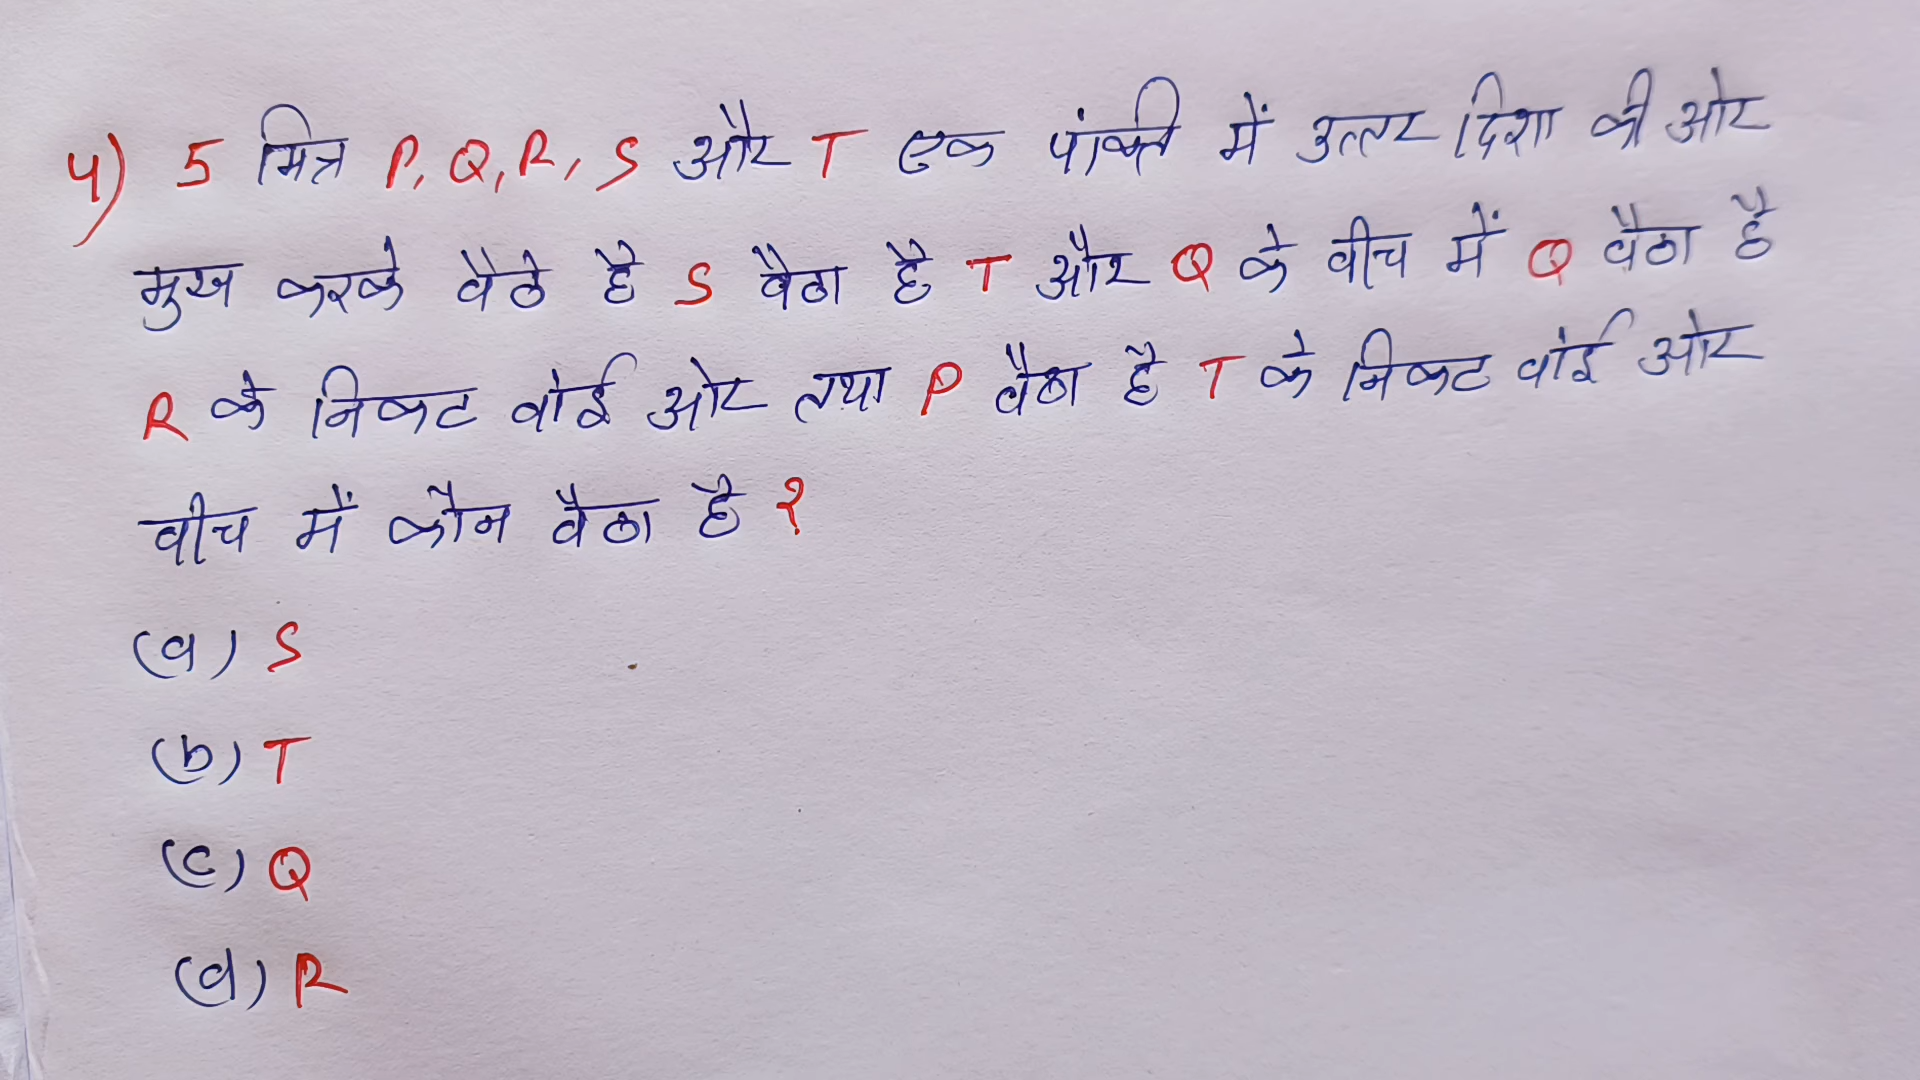 4) 5 मित्र P, Q, R, S और T एक पंक्ती में उत्तर दिशा की ओर
मुख करके बैठे है S बैठा है T और Q के बीच में Q बैठा है
R के निकट बांई ओर तथा P बैठा है T के निकट बांई ओर
बीच में कौन बैठा है ?
(a) S
(b) T
(c) Q
(d) R